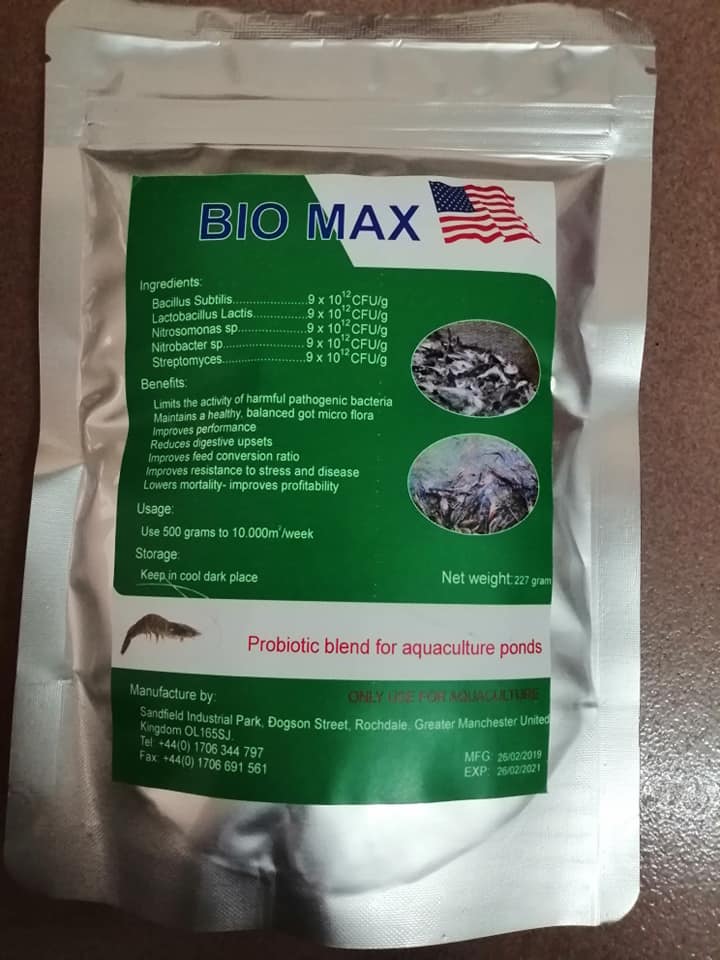 BIO MAX
Ingredients:
Bacillus Subtilis......................9 x 10¹²CFU/g
Lactobacillus Lactis................9 x 10¹²CFU/g
Nitrosomonas sp....................9 x 10¹²CFU/g
Nitrobacter sp........................9 x 10¹²CFU/g
Streptomyces........................9 x 10¹²CFU/g
Benefits:
Limits the activity of harmful pathogenic bacteria
Maintains a healthy, balanced got micro flora
Improves performance
Reduces digestive upsets
Improves feed conversion ratio
Improves resistance to stress and disease
Lowers mortality- improves profitability
Usage:
Use 500 grams to 10.000m²/week
Storage:
Keep in cool dark place
Net weight: 227 gram
Probiotic blend for aquaculture ponds
Manufacture by:
ONLY USE FOR AQUACULTURE
Sandfield Industrial Park, Đogson Street, Rochdale, Greater Manchester United
Kingdom OL165SJ.
Tel: +44(0) 1706 344 797
Fax: +44(0) 1706 691 561
MFG: 26/02/2019
EXP: 26/02/2021